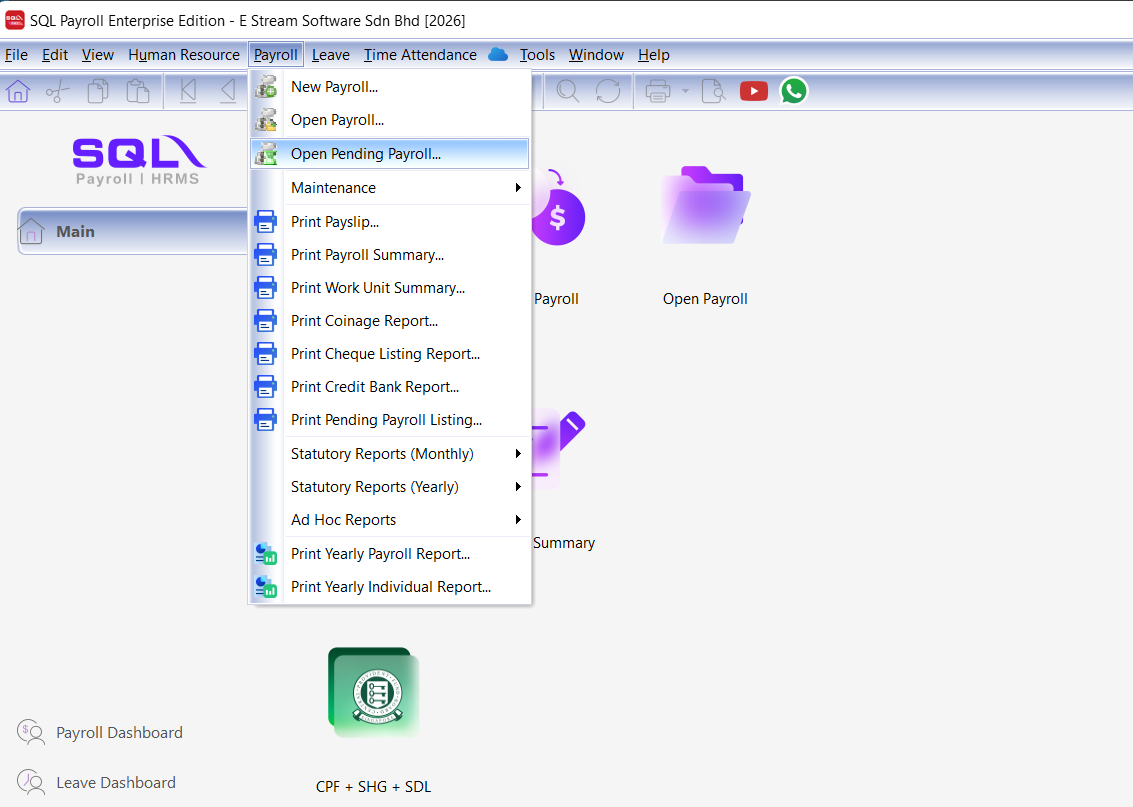 SQL Payroll Enterprise Edition - E Stream Software Sdn Bhd [2026]
File Edit View Human Resource Payroll Leave Time Attendance Tools Window Help
New Payroll...
Open Payroll...
Open Pending Payroll...
Maintenance
Print Payslip...
Print Payroll Summary...
Print Work Unit Summary...
Print Coinage Report...
Print Cheque Listing Report...
Print Credit Bank Report...
Print Pending Payroll Listing...
Statutory Reports (Monthly)
Statutory Reports (Yearly)
Ad Hoc Reports
Print Yearly Payroll Report...
Print Yearly Individual Report...
SQL
Payroll | HRMS
Main
$
Payroll
Open Payroll
Summary
CPF + SHG + SDL
Payroll Dashboard
Leave Dashboard